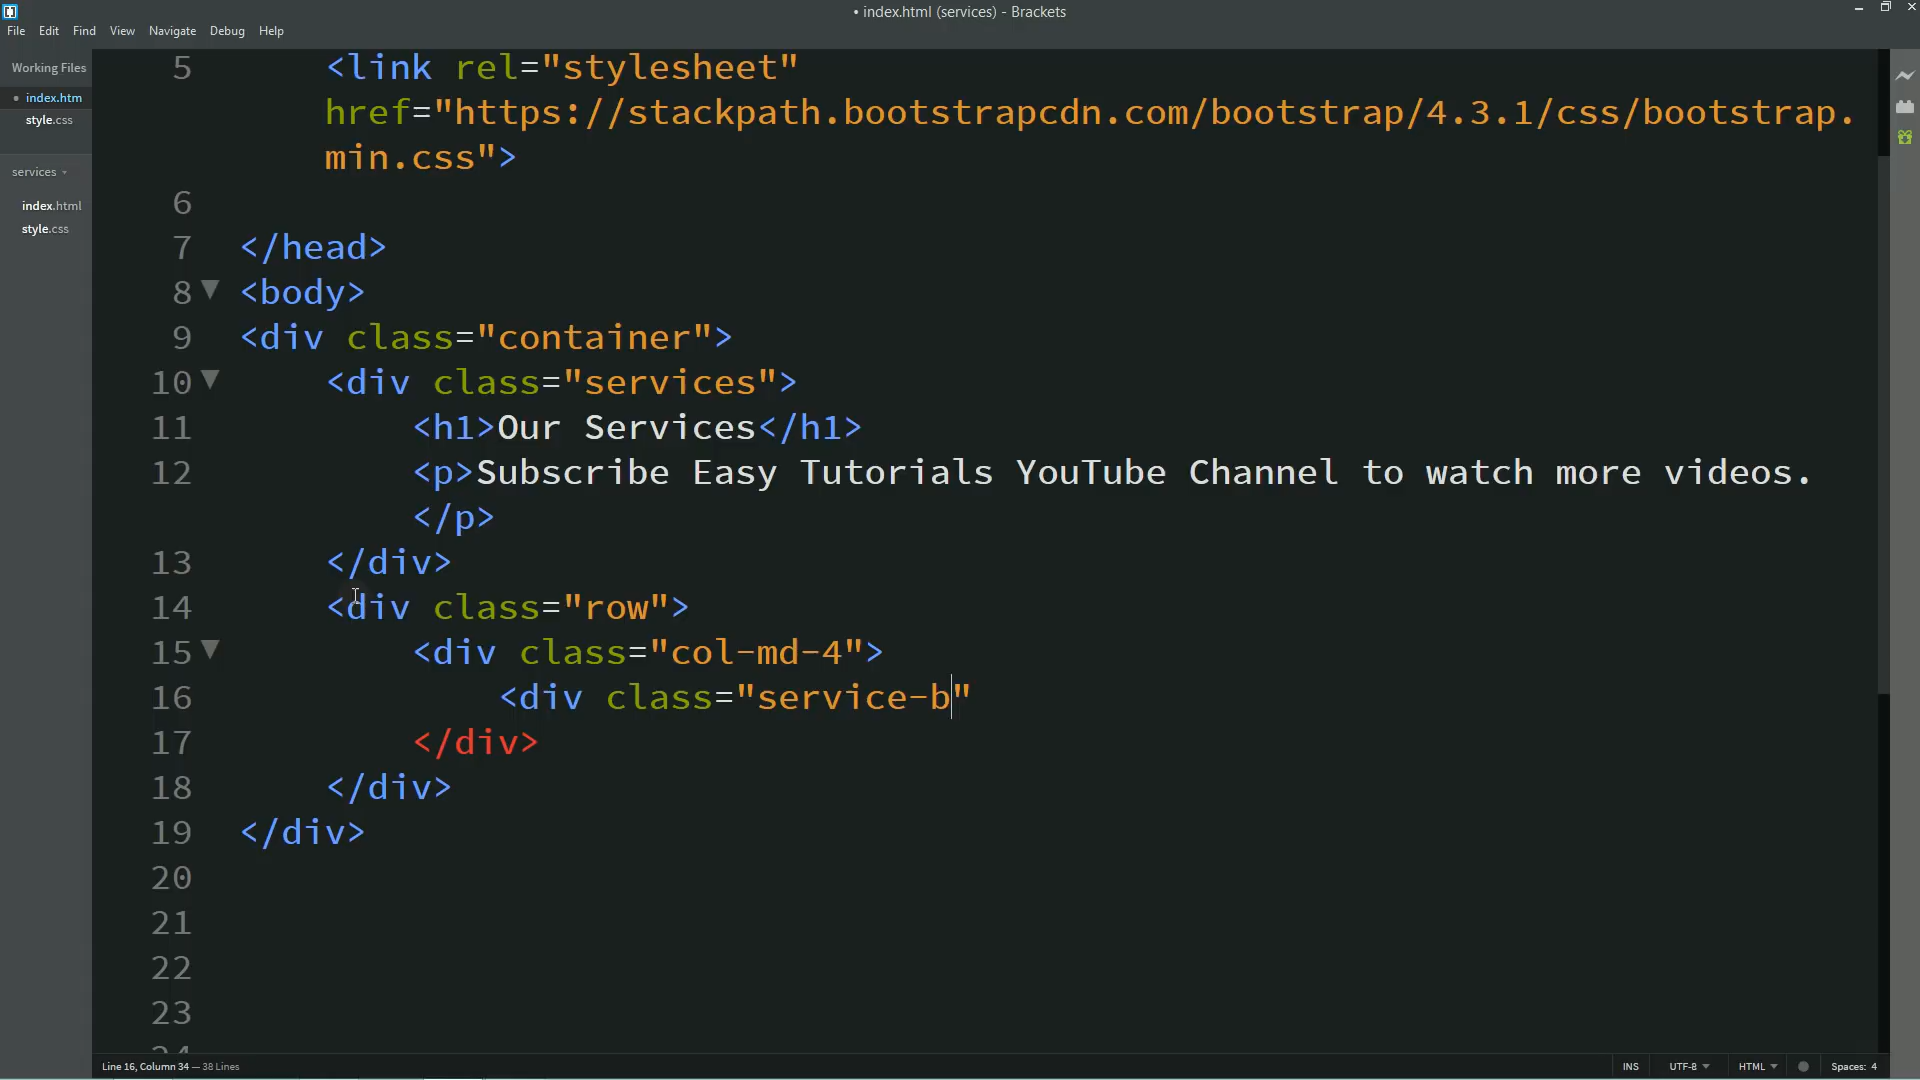 • index.html (services) - Brackets
File Edit Find View Navigate Debug Help
Working Files
• index.htm
style.css
services
index.html
style.css
5 <link rel="stylesheet"
href="https://stackpath.bootstrapcdn.com/bootstrap/4.3.1/css/bootstrap.
min.css">
6
7 </head>
8 <body>
9 <div class="container">
10 <div class="services">
11 <h1>Our Services</h1>
12 <p>Subscribe Easy Tutorials YouTube Channel to watch more videos.
</p>
13 </div>
14 <div class="row">
15 <div class="col-md-4">
16 <div class="service-b"
17 </div>
18 </div>
19 </div>
20
21
22
23
24
Line 16, Column 34 — 38 Lines INS UTF-8 HTML Spaces: 4